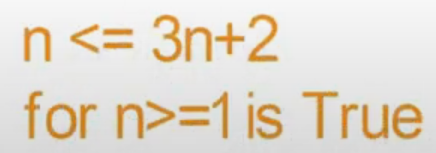 n <= 3n+2
for n>=1 is True